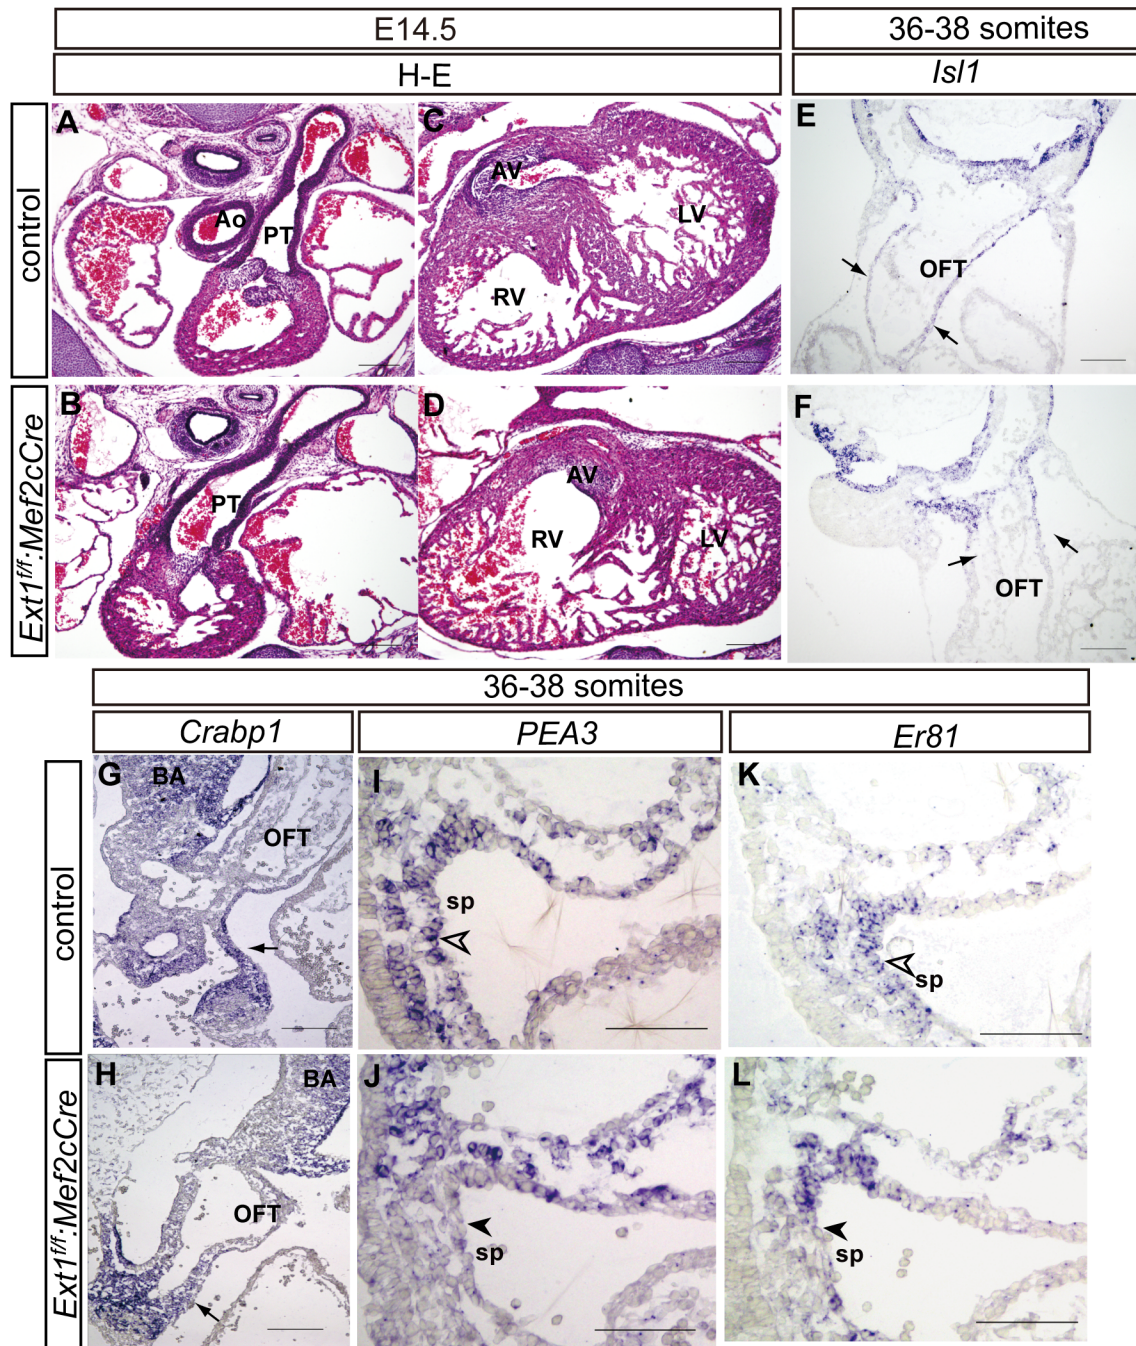 E14.5
36-38 somites
H-E
Isl1
control
A
Ao
PT
C
AV
LV
RV
E
OFT
Ext1f/f:Mef2cCre
B
PT
D
AV
RV
LV
F
OFT
36-38 somites
Crabp1
PEA3
Er81
control
G
BA
OFT
I
sp
K
sp
Ext1f/f:Mef2cCre
H
BA
OFT
J
sp
L
sp